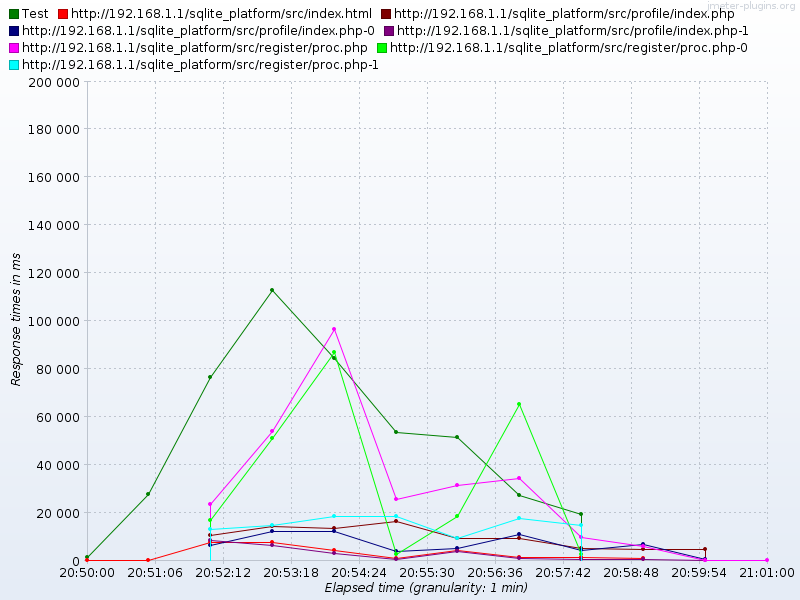 jmeter-plugins.org
Test http://192.168.1.1/sqlite_platform/src/index.html http://192.168.1.1/sqlite_platform/src/profile/index.php
http://192.168.1.1/sqlite_platform/src/profile/index.php-0 http://192.168.1.1/sqlite_platform/src/profile/index.php-1
http://192.168.1.1/sqlite_platform/src/register/proc.php http://192.168.1.1/sqlite_platform/src/register/proc.php-0
http://192.168.1.1/sqlite_platform/src/register/proc.php-1
200 000
180 000
160 000
140 000
120 000
100 000
80 000
60 000
40 000
20 000
0
Response times in ms
20:50:00 20:51:06 20:52:12 20:53:18 20:54:24 20:55:30 20:56:36 20:57:42 20:58:48 20:59:54 21:01:00
Elapsed time (granularity: 1 min)